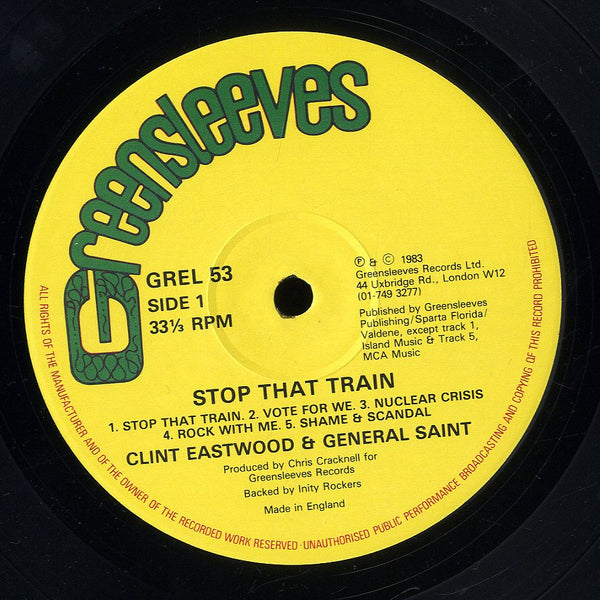 Greensleeves
GREL 53
SIDE 1
33⅓ RPM
℗ & © 1983
Greensleeves Records Ltd.
44 Uxbridge Rd., London W12
(01-749 3277)
Published by Greensleeves
Publishing/Sparta Florida/
Valdene, except track 1,
Island Music & Track 5,
MCA Music
STOP THAT TRAIN
1. STOP THAT TRAIN. 2. VOTE FOR WE. 3. NUCLEAR CRISIS
4. ROCK WITH ME. 5. SHAME & SCANDAL
CLINT EASTWOOD & GENERAL SAINT
Produced by Chris Cracknell for
Greensleeves Records
Backed by Inity Rockers
Made in England
ALL RIGHTS OF THE MANUFACTURER AND OF THE OWNER OF THE RECORDED WORK RESERVED · UNAUTHORISED PUBLIC PERFORMANCE BROADCASTING AND COPYING OF THIS RECORD PROHIBITED